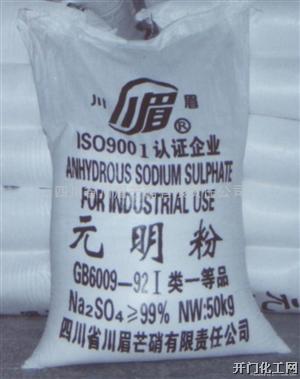 川 川眉® 眉
ISO9001认证企业
ANHYDROUS SODIUM SULPHATE
FOR INDUSTRIAL USE
元明粉
GB6009-92 I 类一等品
Na₂SO₄≥99% NW:50kg
四川省川眉芒硝有限责任公司
开门化工网